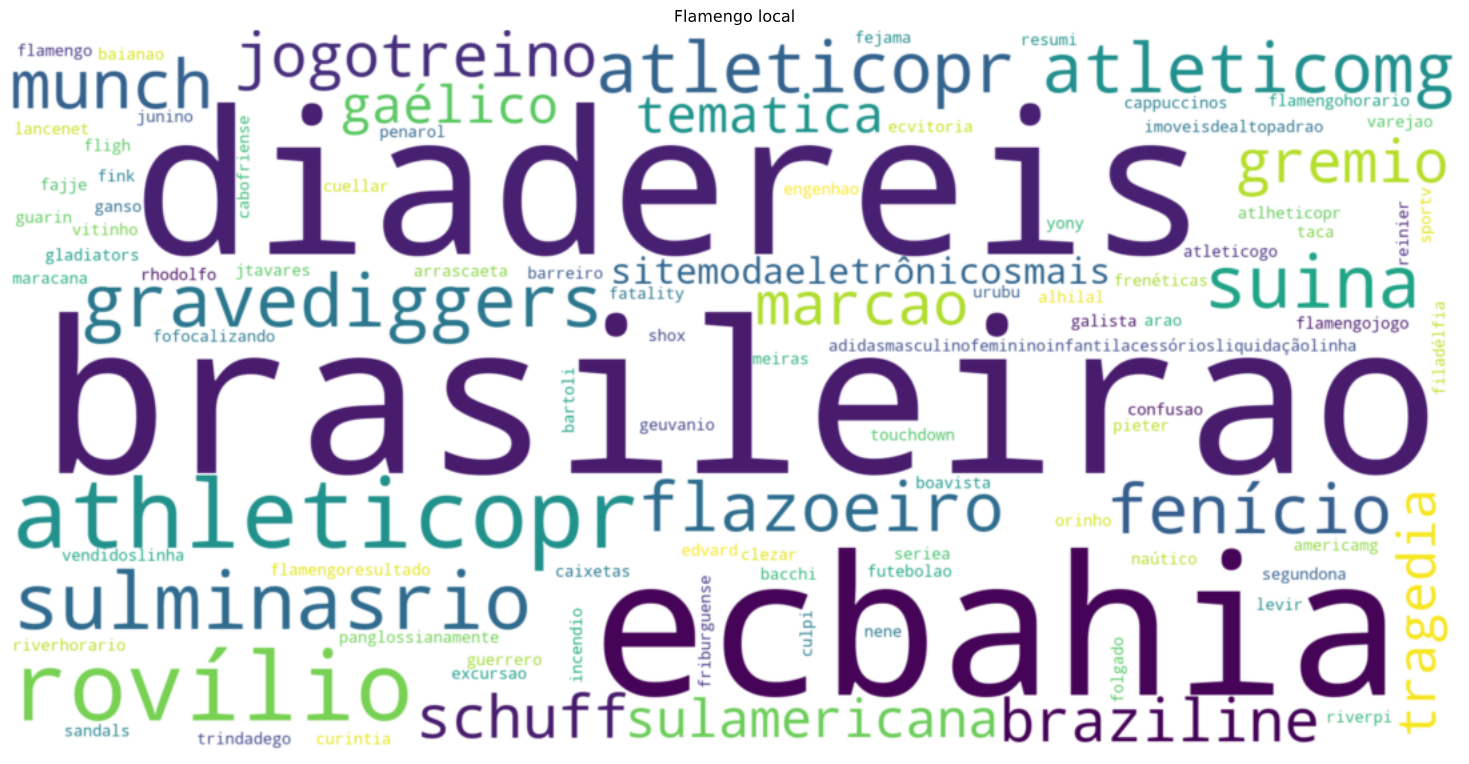 Flamengo local
flamengo
baianao
jogotreino
atleticopr
fejama
resumi
atleticomg
munch
junino
gaélico
tematica
cappuccinos
flamengohorario
lancenet
penarol
ecvitoria
imoveisdealtopadrao
varejao
fligh
cabofriense
diadereis
gremio
fajje
fink
cuellar
engenhao
guarin
ganso
vitinho
yony
atlheticopr
taca
reinier
sportv
gladiators
atleticogo
maracana
rhodolfo
jtavares
arrascaeta
barreiro
sitemodaeletrônicosmais
frenéticas
suina
gravediggers
fatality
marcao
urubu
alhilal
fofocalizando
shox
galista
arao
flamengojogo
adidasmasculinofemininoinfantilacessóriosliquidaçãolinha
filadélfia
meiras
brasileirao
bartoli
geuvanio
touchdown
confusao
pieter
athleticopr
flazoeiro
boavista
orinho
fenício
tragedia
vendidoslinha
edvard
clezar
seriea
naútico
americamg
flamengoresultado
caixetas
bacchi
futebolao
segundona
sulminasrio
incendio
friburguense
culpi
nene
ecbahia
levir
riverhorario
panglossianamente
guerrero
excursao
folgado
rovílio
sandals
trindadego
curintia
schuff
sulamericana
braziline
riverpi